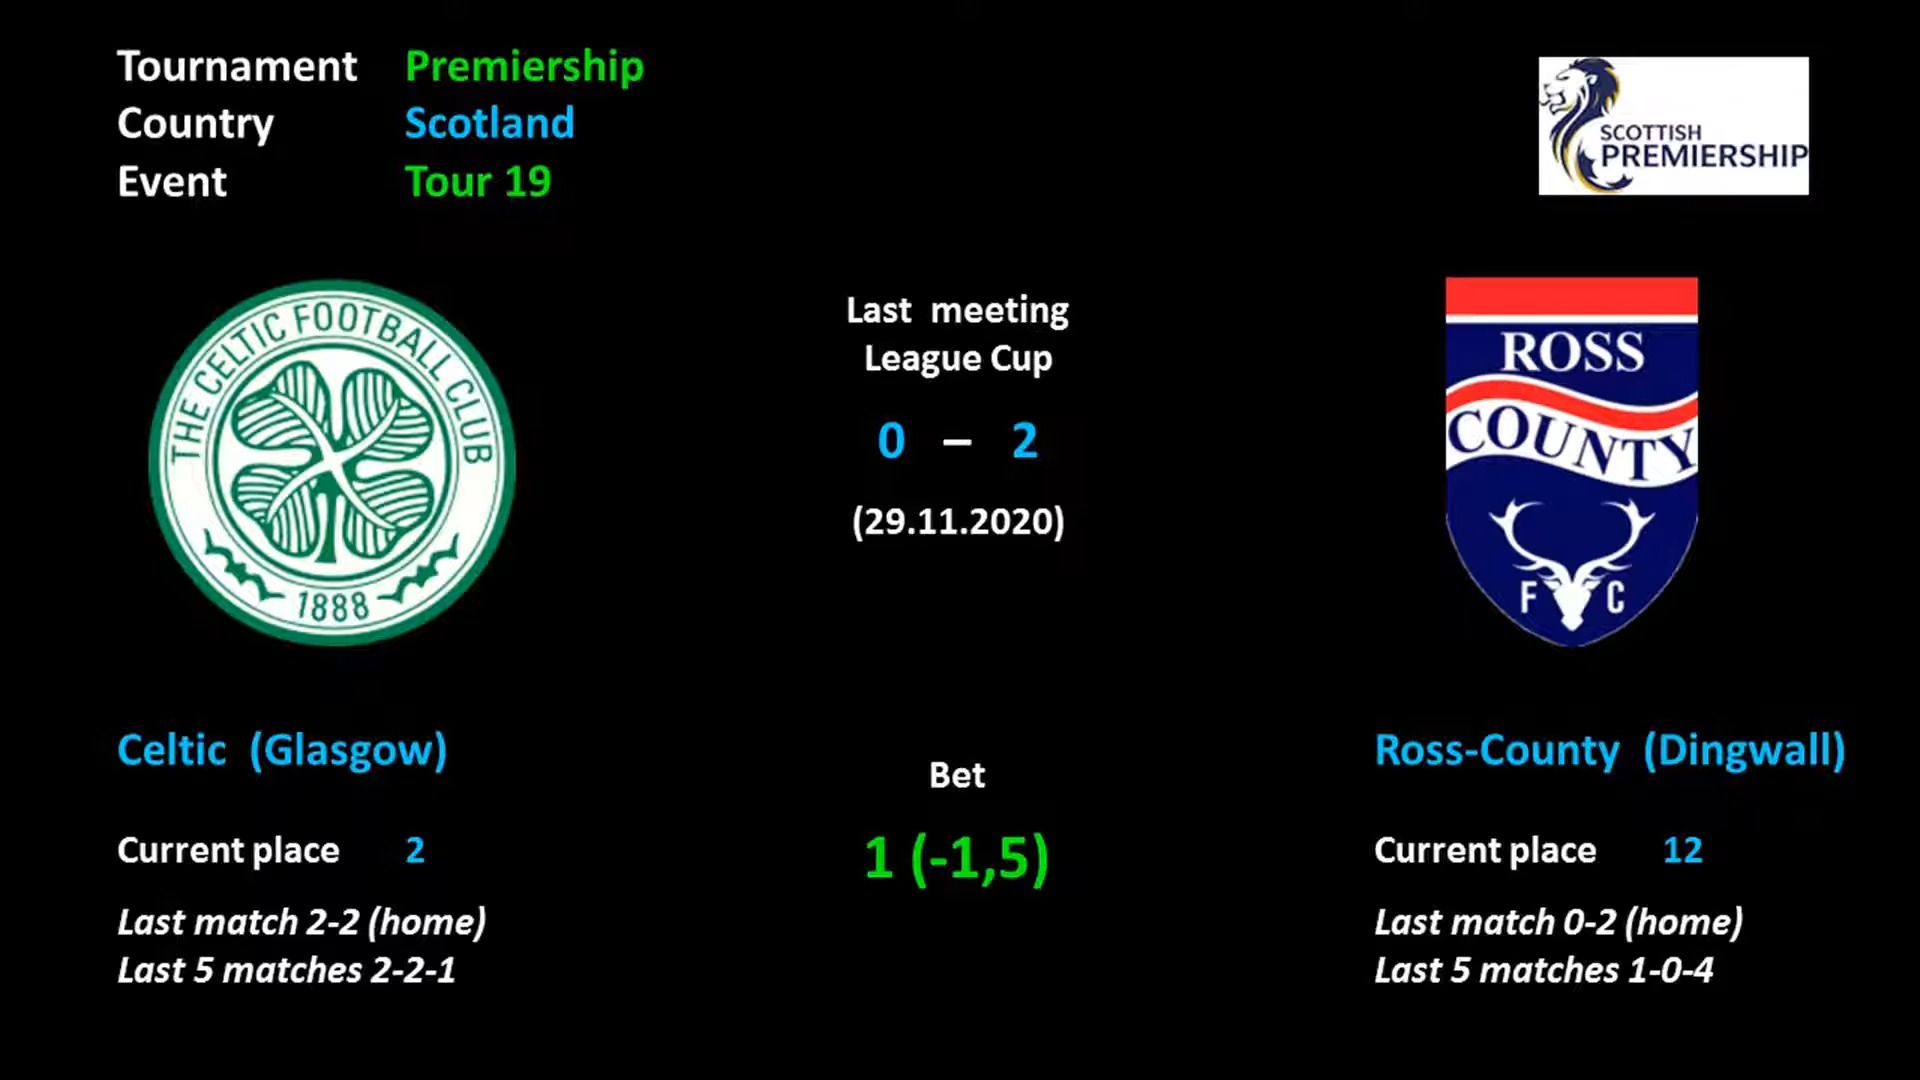 Tournament Premiership
Country Scotland
Event Tour 19
SCOTTISH
PREMIERSHIP
THE CELTIC FOOTBALL CLUB
1888
Last meeting
League Cup
0 – 2
(29.11.2020)
ROSS
COUNTY
F C
Celtic (Glasgow)
Current place 2
Last match 2-2 (home)
Last 5 matches 2-2-1
Bet
1 (-1,5)
Ross-County (Dingwall)
Current place 12
Last match 0-2 (home)
Last 5 matches 1-0-4